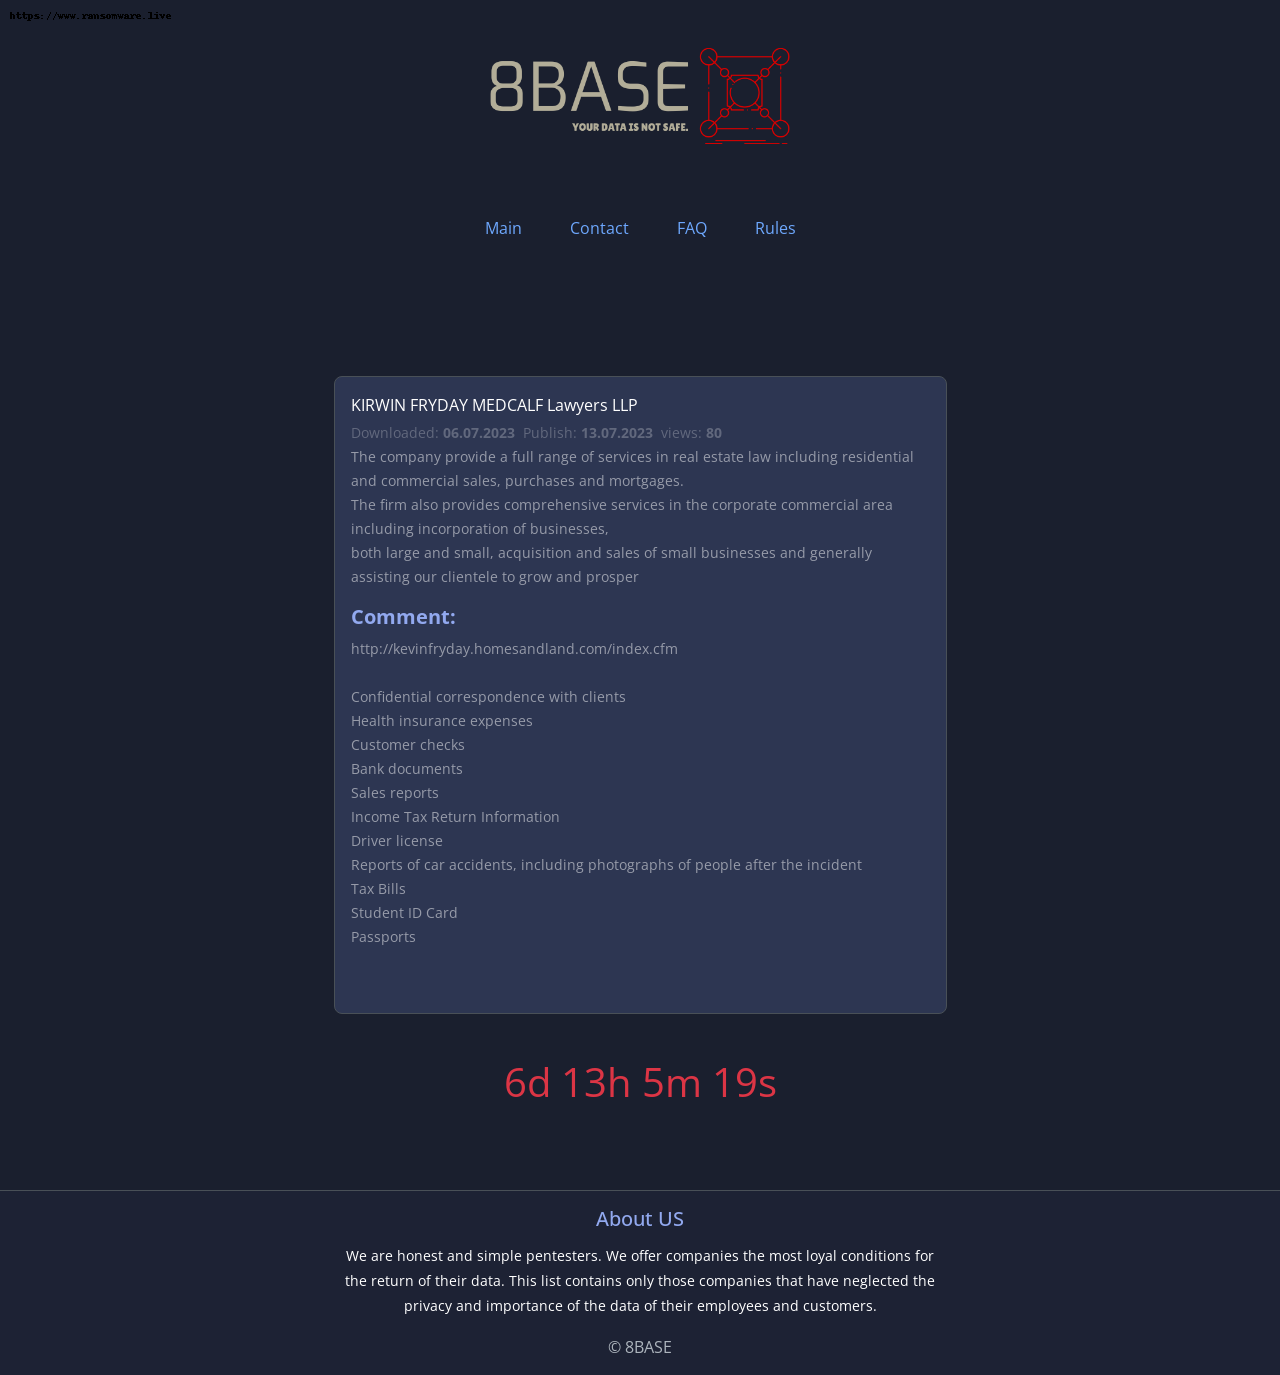 https://www.ransomware.live
8BASE
YOUR DATA IS NOT SAFE.
Main Contact FAQ Rules
KIRWIN FRYDAY MEDCALF Lawyers LLP
Downloaded: 06.07.2023 Publish: 13.07.2023 views: 80
The company provide a full range of services in real estate law including residential
and commercial sales, purchases and mortgages.
The firm also provides comprehensive services in the corporate commercial area
including incorporation of businesses,
both large and small, acquisition and sales of small businesses and generally
assisting our clientele to grow and prosper
Comment:
http://kevinfryday.homesandland.com/index.cfm
Confidential correspondence with clients
Health insurance expenses
Customer checks
Bank documents
Sales reports
Income Tax Return Information
Driver license
Reports of car accidents, including photographs of people after the incident
Tax Bills
Student ID Card
Passports
6d 13h 5m 19s
About US
We are honest and simple pentesters. We offer companies the most loyal conditions for
the return of their data. This list contains only those companies that have neglected the
privacy and importance of the data of their employees and customers.
© 8BASE